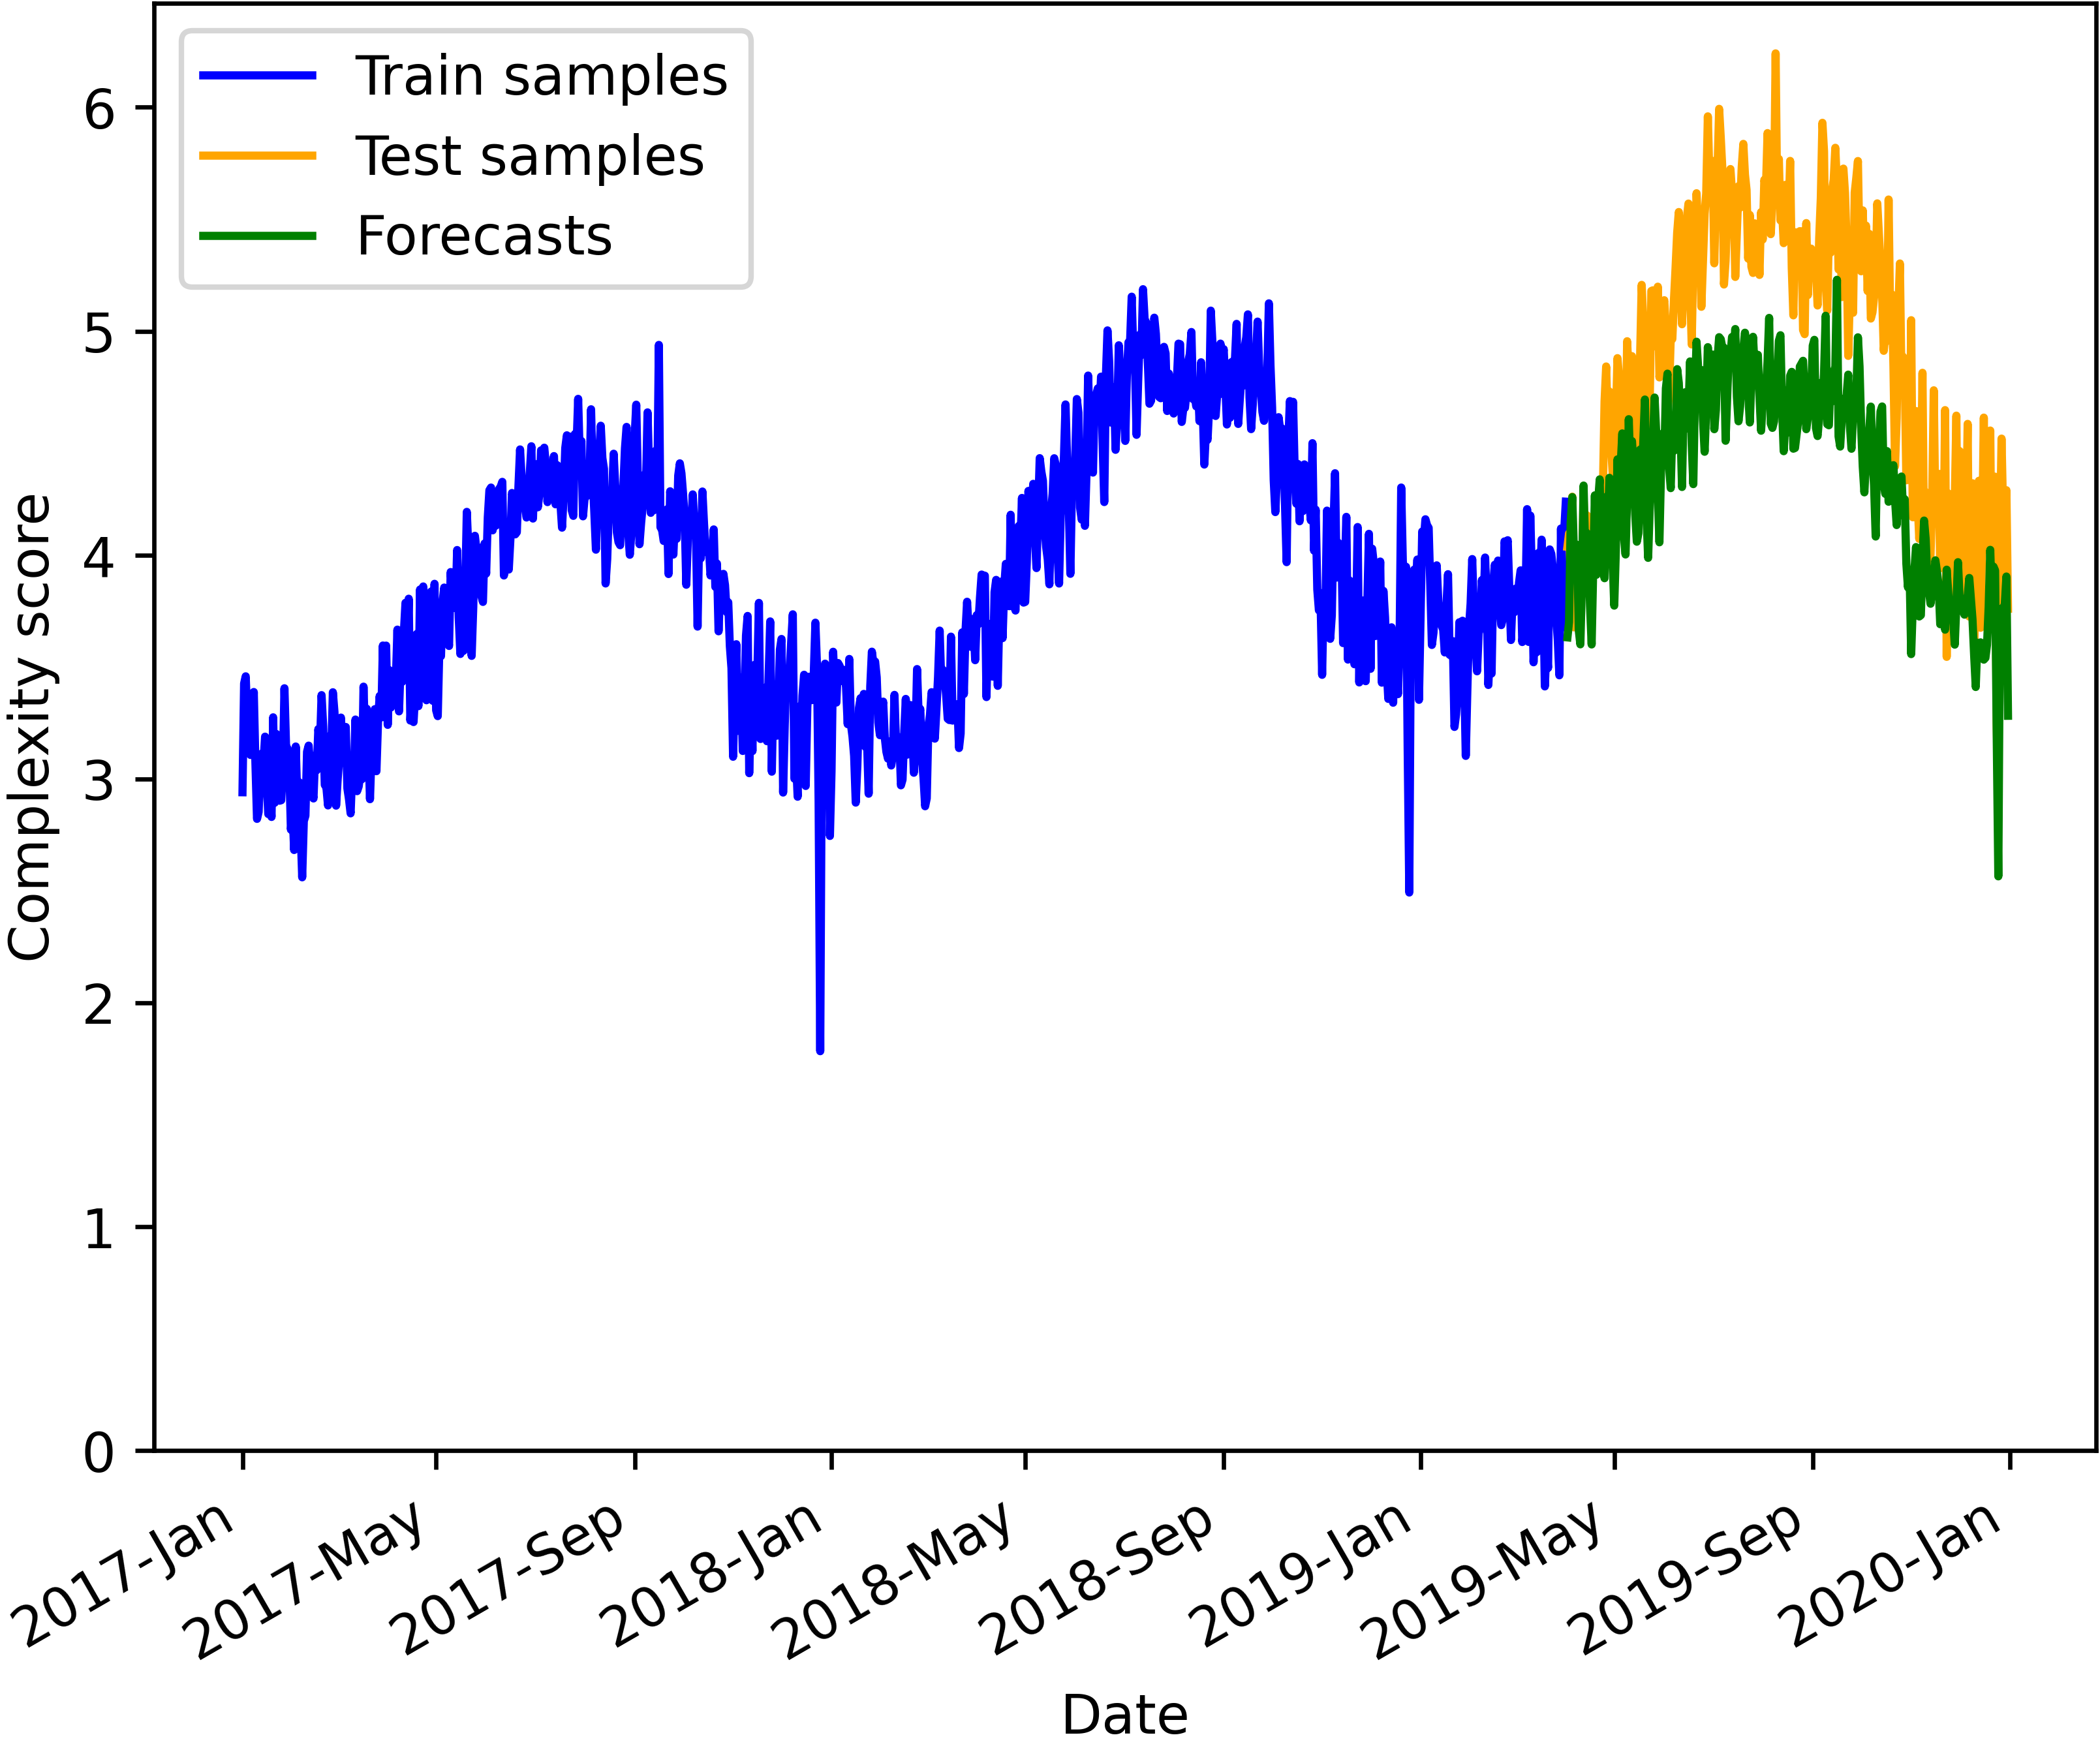 Train samples
Test samples
Forecasts
Complexity score
6
5
4
3
2
1
0
2017-Jan
2017-May
2017-Sep
2018-Jan
2018-May
2018-Sep
2019-Jan
2019-May
2019-Sep
2020-Jan
Date